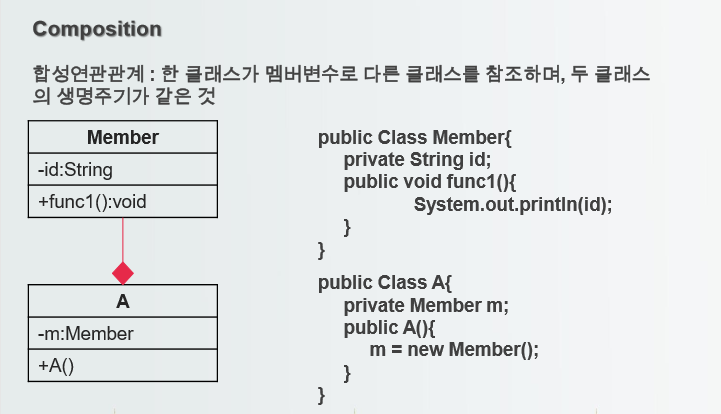 Composition
합성연관관계 : 한 클래스가 멤버변수로 다른 클래스를 참조하며, 두 클래스
의 생명주기가 같은 것
Member
-id:String
+func1():void
A
-m:Member
+A()
public Class Member{
private String id;
public void func1(){
System.out.println(id);
}
}
public Class A{
private Member m;
public A(){
m = new Member();
}
}